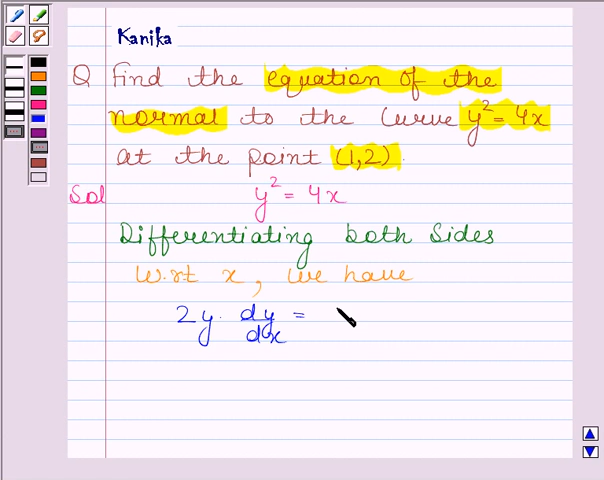 Kanika
Q Find the equation of the
normal to the curve y² = 4x
at the point (1,2).
Sol y² = 4x
Differentiating both sides
w.rt x, we have
2y. dy/dx =